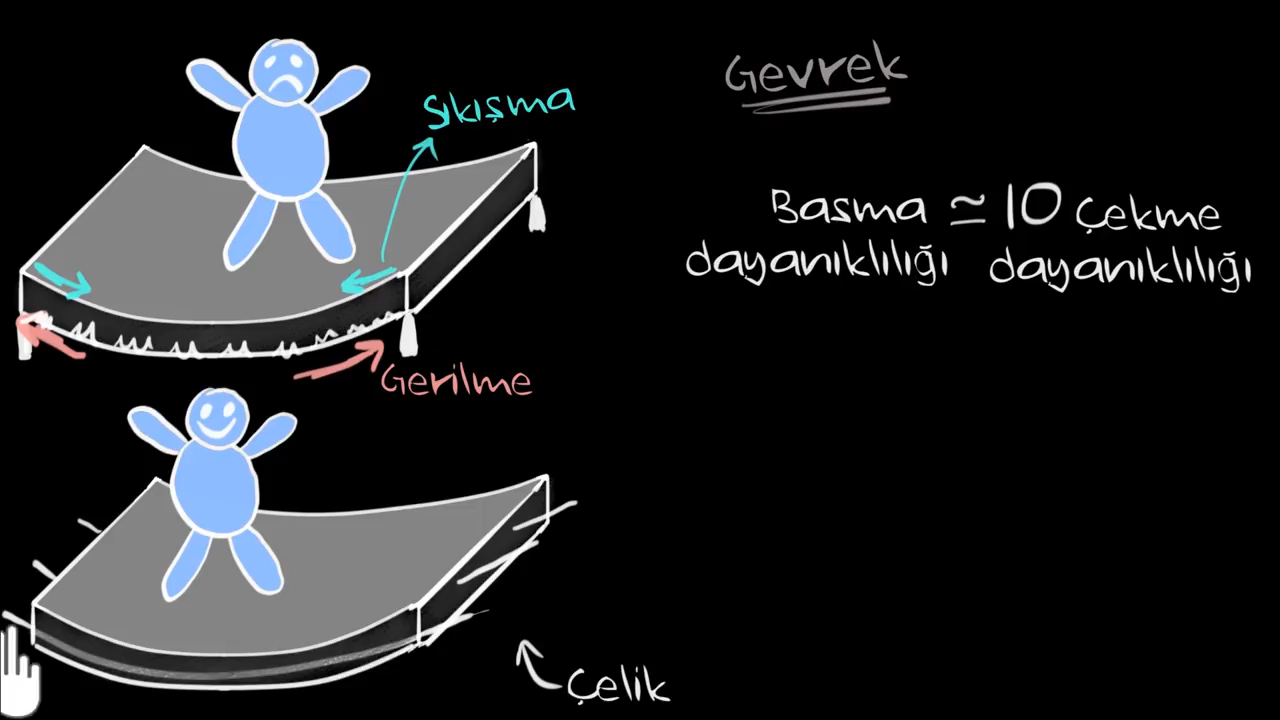 Gevrek
Sıkışma
Basma ≃ 10 Çekme
dayanıklılığı dayanıklılığı
Gerilme
Çelik